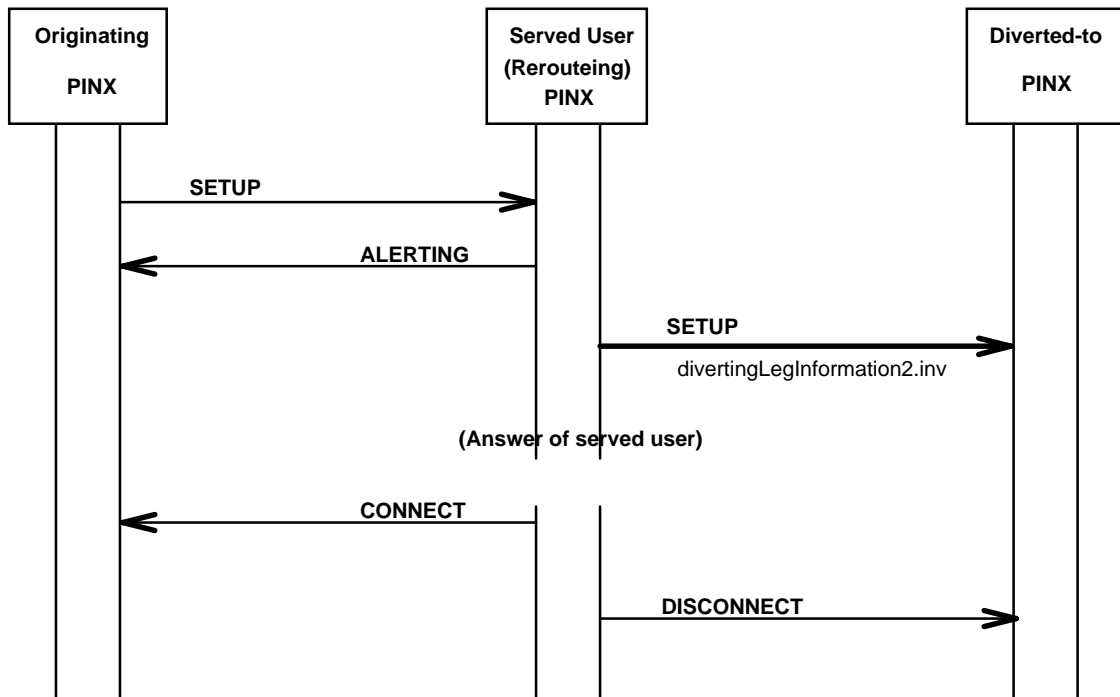 Originating
PINX
Served User
(Rerouteing)
PINX
Diverted-to
PINX
SETUP
ALERTING
SETUP
divertingLegInformation2.inv
(Answer of served user)
CONNECT
DISCONNECT